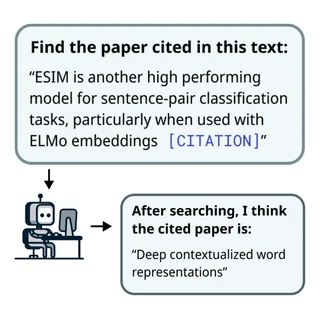 Find the paper cited in this text:
“ESIM is another high performing
model for sentence-pair classification
tasks, particularly when used with
ELMo embeddings [CITATION]”
After searching, I think
the cited paper is:
“Deep contextualized word
representations”